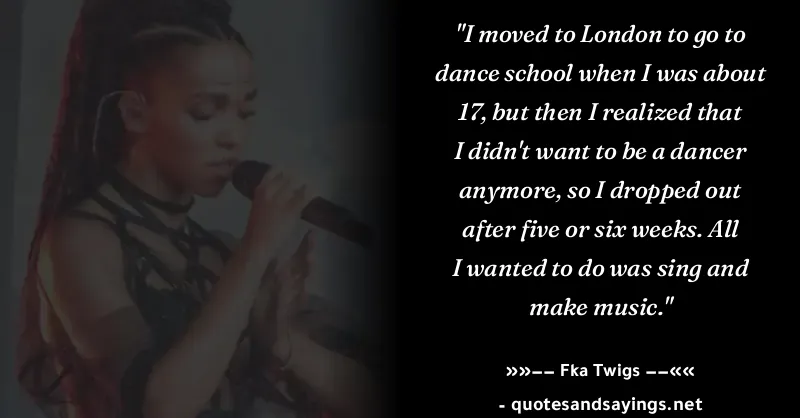 "I moved to London to go to
dance school when I was about
17, but then I realized that
I didn't want to be a dancer
anymore, so I dropped out
after five or six weeks. All
I wanted to do was sing and
make music."
»»–– Fka Twigs ––««
- quotesandsayings.net